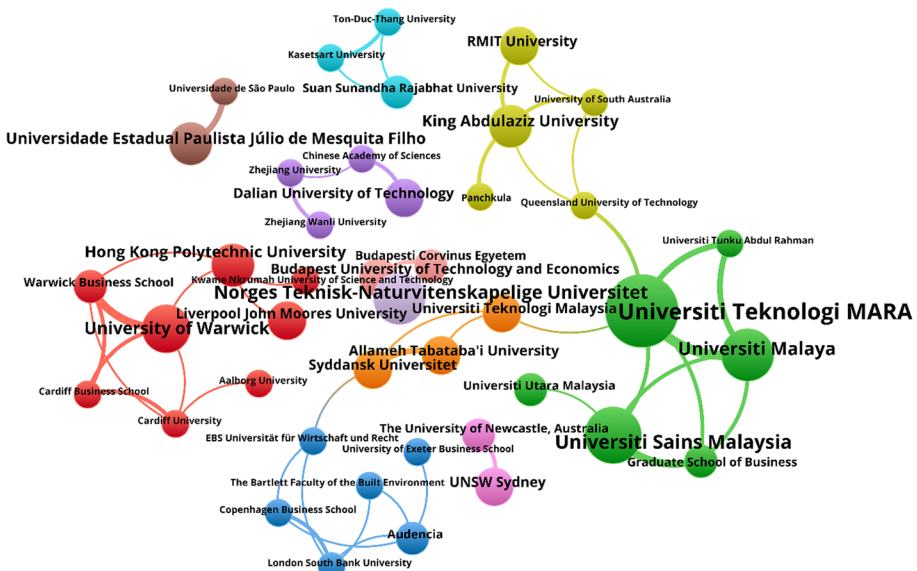 Ton-Duc-Thang University
RMIT University
Kasetsart University
Universidade de São Paulo
Suan Sunandha Rajabhat University
University of South Australia
King Abdulaziz University
Universidade Estadual Paulista Júlio de Mesquita Filho
Chinese Academy of Sciences
Zhejiang University
Dalian University of Technology
Panchkula
Queensland University of Technology
Zhejiang Wanli University
Universiti Tunku Abdul Rahman
Hong Kong Polytechnic University
Budapesti Corvinus Egyetem
Budapest University of Technology and Economics
Warwick Business School
Kwame Nkrumah University of Science and Technology
Norges Teknisk-Naturvitenskapelige Universitet
Universiti Teknologi Malaysia
Universiti Teknologi MARA
Liverpool John Moores University
University of Warwick
Universiti Malaya
Allameh Tabataba'i University
Syddansk Universitet
Aalborg University
Universiti Utara Malaysia
Cardiff Business School
Cardiff University
The University of Newcastle, Australia
EBS Universität für Wirtschaft und Recht
University of Exeter Business School
Universiti Sains Malaysia
Graduate School of Business
The Bartlett Faculty of the Built Environment
UNSW Sydney
Copenhagen Business School
Audencia
London South Bank University